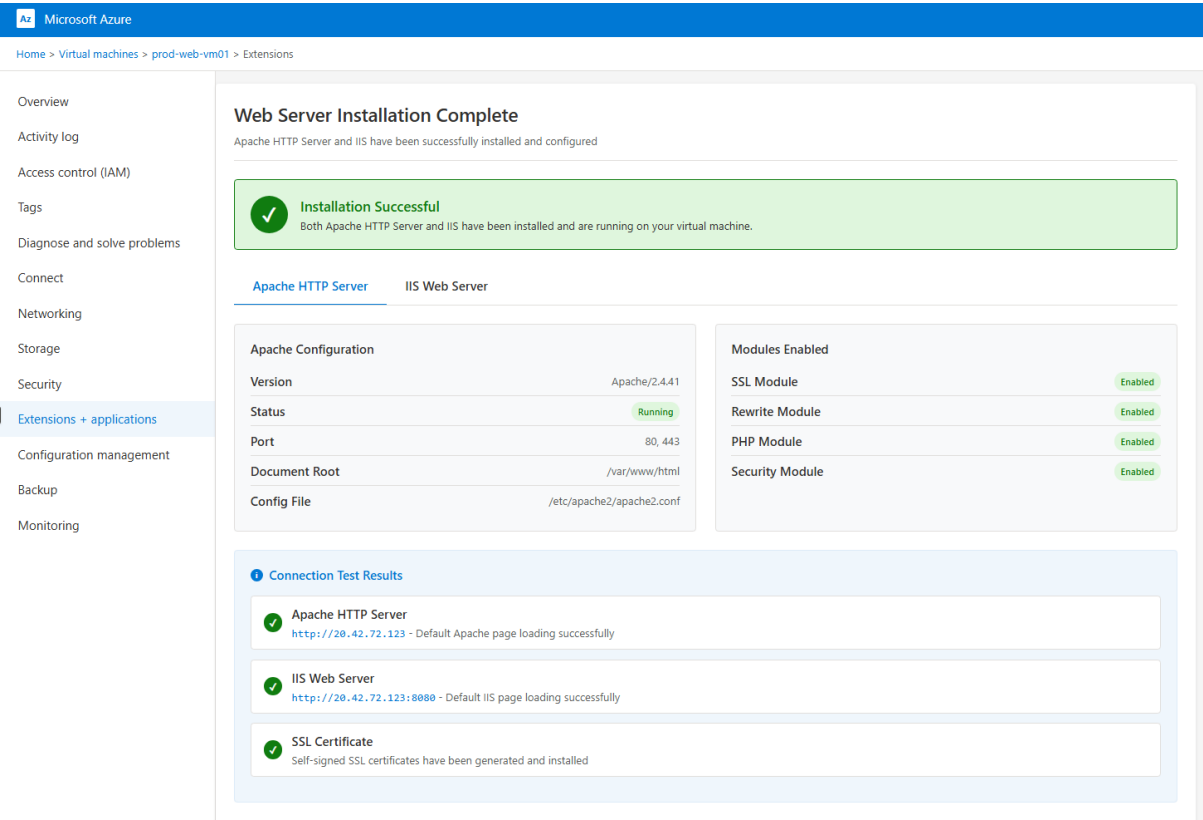 Az Microsoft Azure
Home > Virtual machines > prod-web-vm01 > Extensions
Overview
Activity log
Access control (IAM)
Tags
Diagnose and solve problems
Connect
Networking
Storage
Security
Extensions + applications
Configuration management
Backup
Monitoring
Web Server Installation Complete
Apache HTTP Server and IIS have been successfully installed and configured
Installation Successful
Both Apache HTTP Server and IIS have been installed and are running on your virtual machine.
Apache HTTP Server IIS Web Server
Apache Configuration
Version Apache/2.4.41
Status Running
Port 80, 443
Document Root /var/www/html
Config File /etc/apache2/apache2.conf
Modules Enabled
SSL Module Enabled
Rewrite Module Enabled
PHP Module Enabled
Security Module Enabled
Connection Test Results
Apache HTTP Server
http://20.42.72.123 - Default Apache page loading successfully
IIS Web Server
http://20.42.72.123:8080 - Default IIS page loading successfully
SSL Certificate
Self-signed SSL certificates have been generated and installed